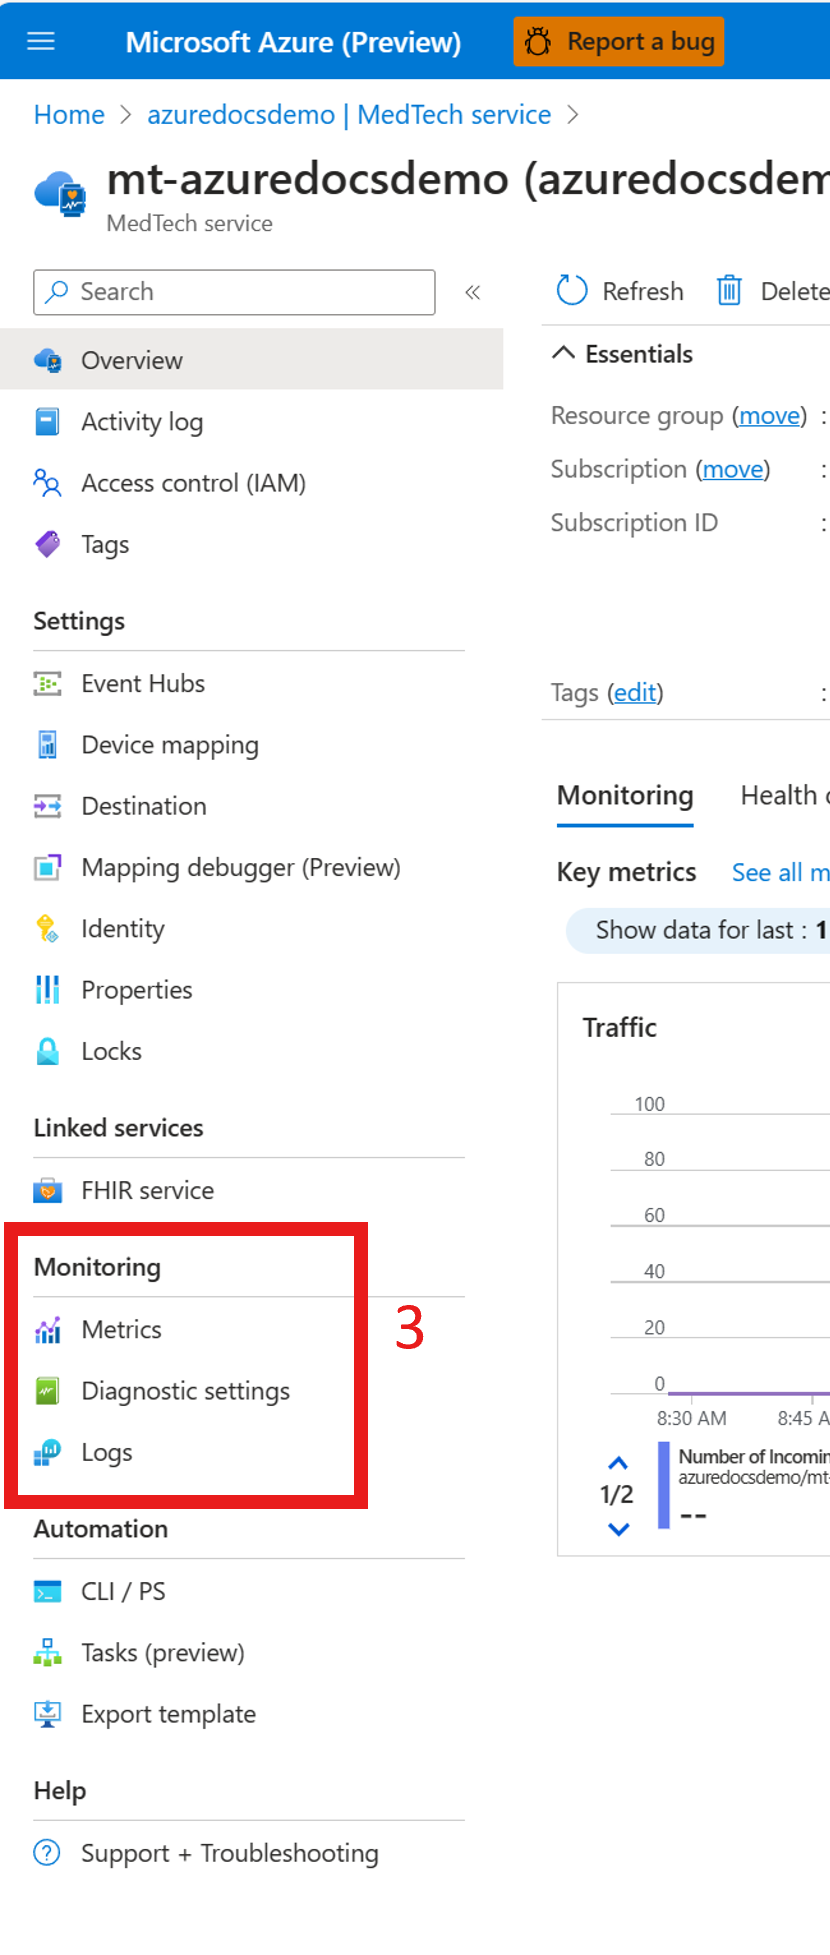 Microsoft Azure (Preview)
Report a bug
Home > azuredocsdemo | MedTech service >
mt-azuredocsdemo (azuredocsdem
MedTech service
Search
«
Refresh
Delete
Overview
Activity log
Access control (IAM)
Tags
Settings
Event Hubs
Device mapping
Destination
Mapping debugger (Preview)
Identity
Properties
Locks
Linked services
FHIR service
Monitoring
Metrics
Diagnostic settings
Logs
3
Automation
CLI / PS
Tasks (preview)
Export template
Help
Support + Troubleshooting
Essentials
Resource group (move) :
Subscription (move) :
Subscription ID :
Tags (edit) :
Monitoring
Health
Key metrics
See all m
Show data for last : 1
Traffic
100
80
60
40
20
0
8:30 AM
8:45 A
1/2
Number of Incomin
azuredocsdemo/mt-
--